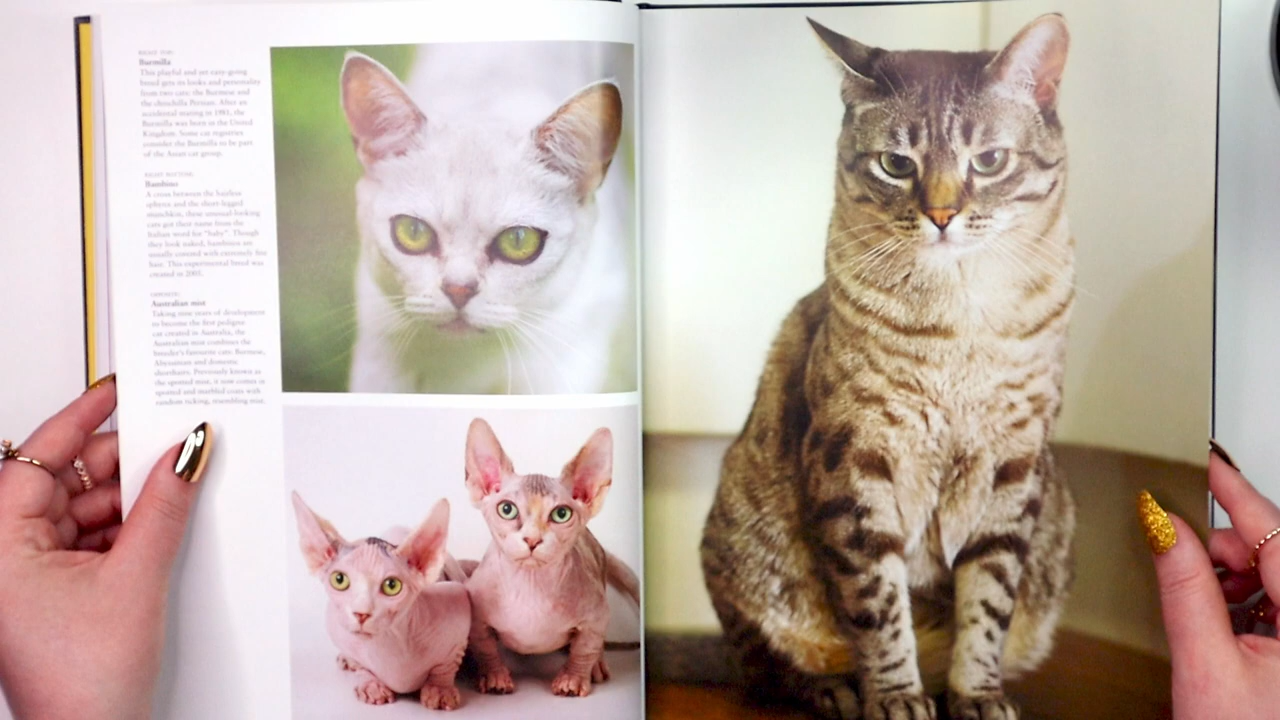 RIGHT TOP:
Burmilla
This playful and yet easy-going
breed gets its looks and personality
from two cats: the Burmese and
the chinchilla Persian. After an
accidental mating in 1981, the
Burmilla was born in the United
Kingdom. Some cat registries
consider the Burmilla to be part
of the Asian cat group.
RIGHT BOTTOM:
Bambino
A cross between the hairless
sphynx and the short-legged
munchkin, these unusual-looking
cats got their name from the
Italian word for "baby". Though
they look naked, bambinos are
usually covered with extremely fine
hair. This experimental breed was
created in 2005.
OPPOSITE:
Australian mist
Taking nine years of development
to become the first pedigree
cat created in Australia, the
Australian mist combines the
breeder's favourite cats: Burmese,
Abyssinian and domestic
shorthairs. Previously known as
the spotted mist, it now comes in
spotted and marbled coats with
random ticking, resembling mist.